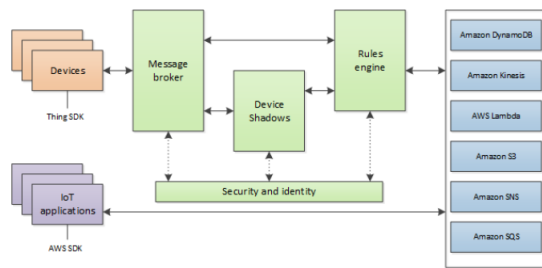 Devices
Thing SDK
Message
broker
Device
Shadows
Rules
engine
Security and identity
IoT
applications
AWS SDK
Amazon DynamoDB
Amazon Kinesis
AWS Lambda
Amazon S3
Amazon SNS
Amazon SQS